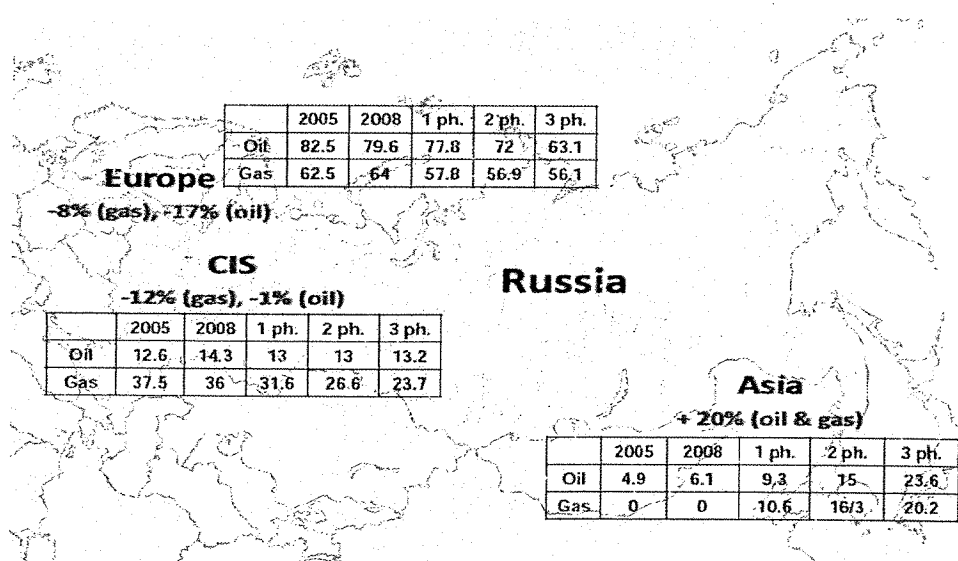 2005 2008 1 ph. 2 ph. 3 ph.
Oil 82.5 79.6 77.8 72 63.1
Gas 62.5 64 57.8 56.9 56.1
Europe
-8% (gas), -17% (oil)
CIS
-12% (gas), -1% (oil)
2005 2008 1 ph. 2 ph. 3 ph.
Oil 12.6 14.3 13 13 13.2
Gas 37.5 36 31.6 26.6 23.7
Russia
Asia
+ 20% (oil & gas)
2005 2008 1 ph. 2 ph. 3 ph.
Oil 4.9 6.1 9.3 15 23.6
Gas 0 0 10.6 16/3 20.2